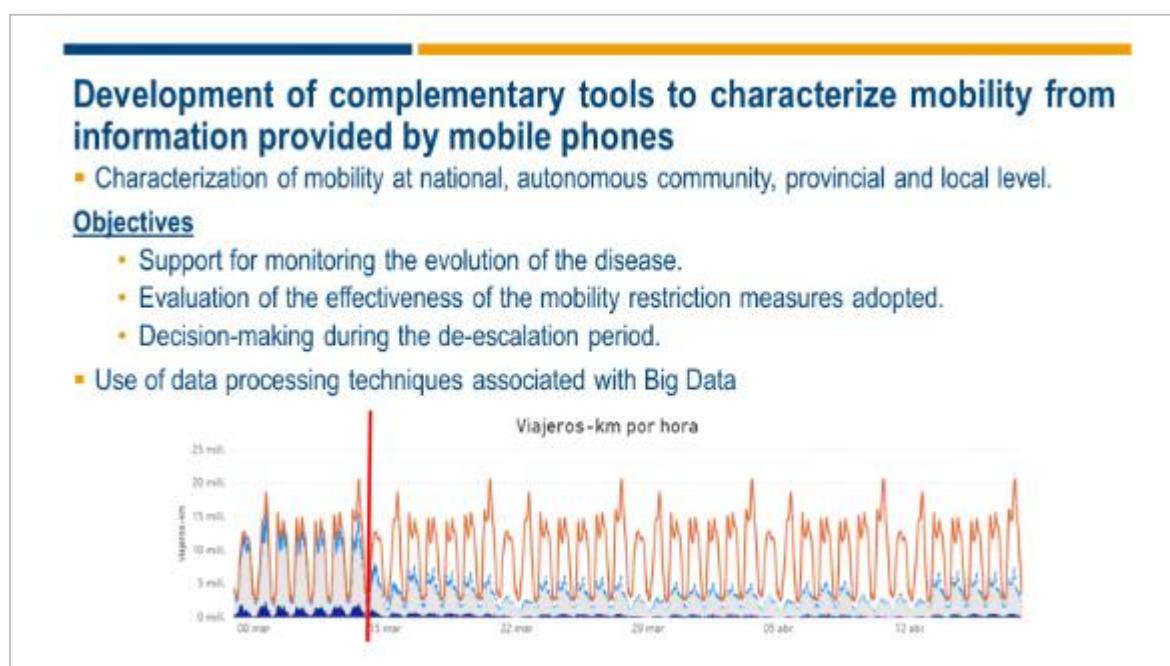 Development of complementary tools to characterize mobility from
information provided by mobile phones
▪ Characterization of mobility at national, autonomous community, provincial and local level.
Objectives
• Support for monitoring the evolution of the disease.
• Evaluation of the effectiveness of the mobility restriction measures adopted.
• Decision-making during the de-escalation period.
▪ Use of data processing techniques associated with Big Data
Viajeros-km por hora
25 mill.
20 mill.
15 mill.
10 mill.
5 mill.
0 mill.
Viajeros-km
mar 15 mar 22 mar 29 mar 05 abr 12 abr